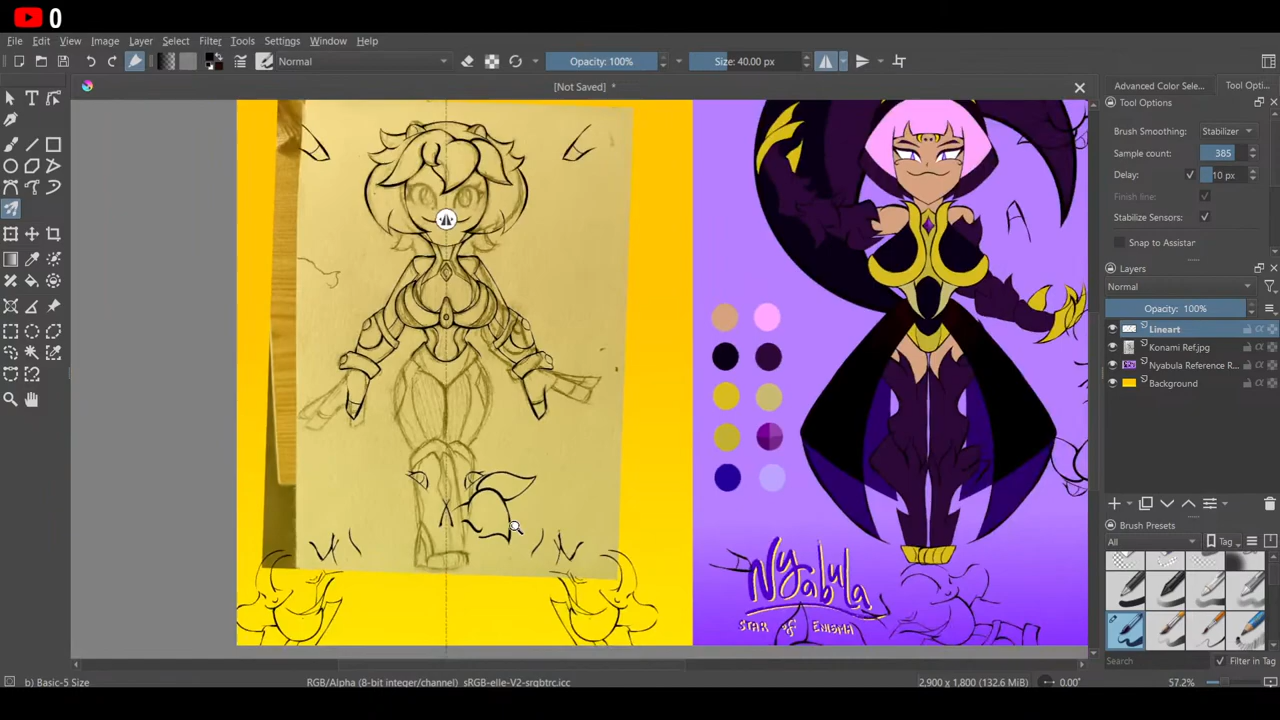 0
File Edit View Image Layer Select Filter Tools Settings Window Help
Normal Opacity: 100% Size: 40.00 px
[Not Saved] *
Advanced Color Sele... Tool Optio...
Tool Options
Brush Smoothing: Stabilizer
Sample count: 385
Delay: 10 px
Finish line:
Stabilize Sensors:
Snap to Assistar
Layers
Normal
Opacity: 100%
Lineart
Konami Ref.jpg
Nyabula Reference R...
Background
Brush Presets
All Tag
Search Filter in Tag
A
Nyabula
STAR of ENIGMA
b) Basic-5 Size RGB/Alpha (8-bit integer/channel) sRGB-elle-V2-srgbtrc.icc 2,900 x 1,800 (132.6 MiB) 0.00° 57.2%